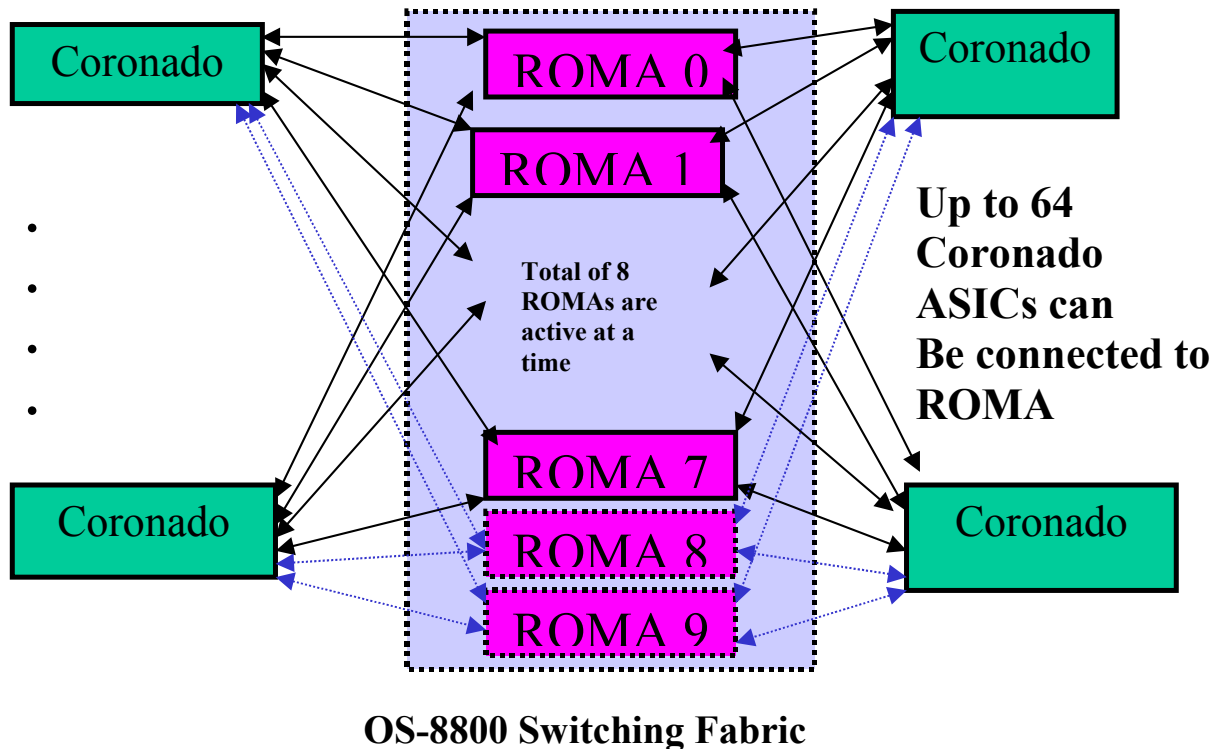 Coronado
ROMA 0
Coronado
ROMA 1
Total of 8
ROMAs are
active at a
time
Up to 64
Coronado
ASICs can
Be connected to
ROMA
Coronado
ROMA 7
Coronado
ROMA 8
ROMA 9
OS-8800 Switching Fabric